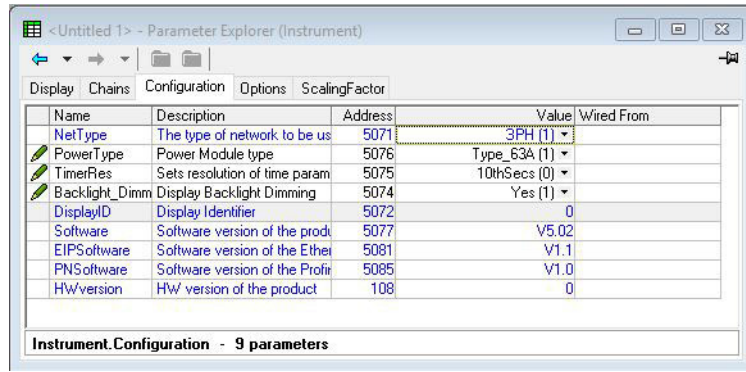 <Untitled 1> - Parameter Explorer (Instrument)
Display Chains Configuration Options ScalingFactor
Name Description Address Value Wired From
NetType The type of network to be us 5071 3PH (1)
PowerType Power Module type 5076 Type_63A (1)
TimerRes Sets resolution of time param 5075 10thSecs (0)
Backlight_Dimm Display Backlight Dimming 5074 Yes (1)
DisplayID Display Identifier 5072 0
Software Software version of the produ 5077 V5.02
EIPSoftware Software version of the Ether 5081 V1.1
PNSoftware Software version of the Profin 5085 V1.0
HWversion HW version of the product 108 0
Instrument.Configuration - 9 parameters